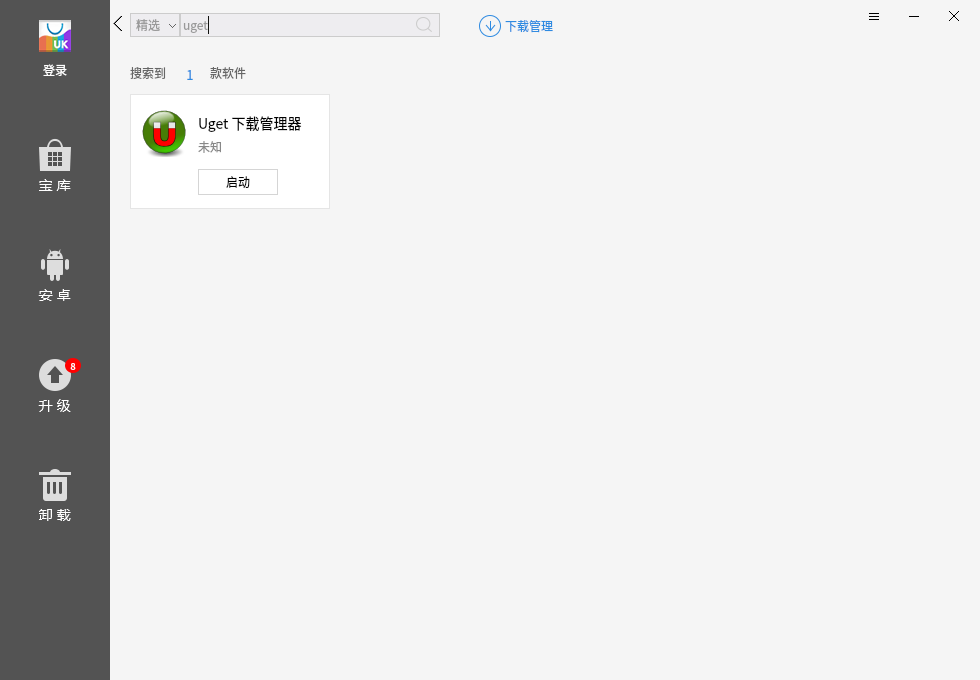 UK
登录
精选 uget 下载管理
搜索到 1 款软件
Uget 下载管理器
未知
启动
宝库
安卓
8
升级
卸载